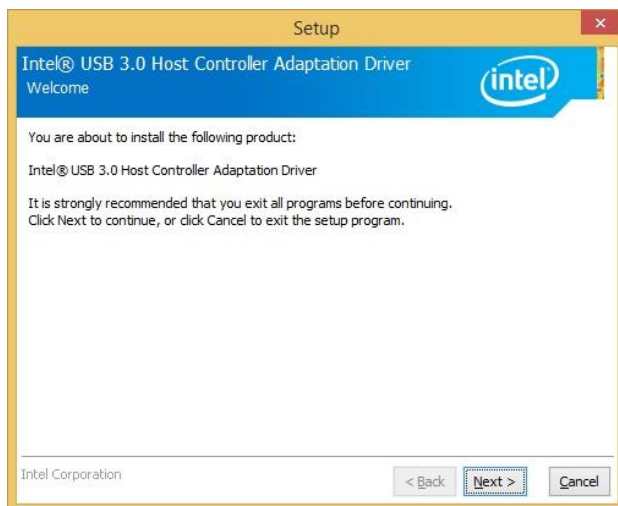 Setup
Intel® USB 3.0 Host Controller Adaptation Driver
Welcome
intel
You are about to install the following product:
Intel® USB 3.0 Host Controller Adaptation Driver
It is strongly recommended that you exit all programs before continuing.
Click Next to continue, or click Cancel to exit the setup program.
Intel Corporation
< Back Next > Cancel